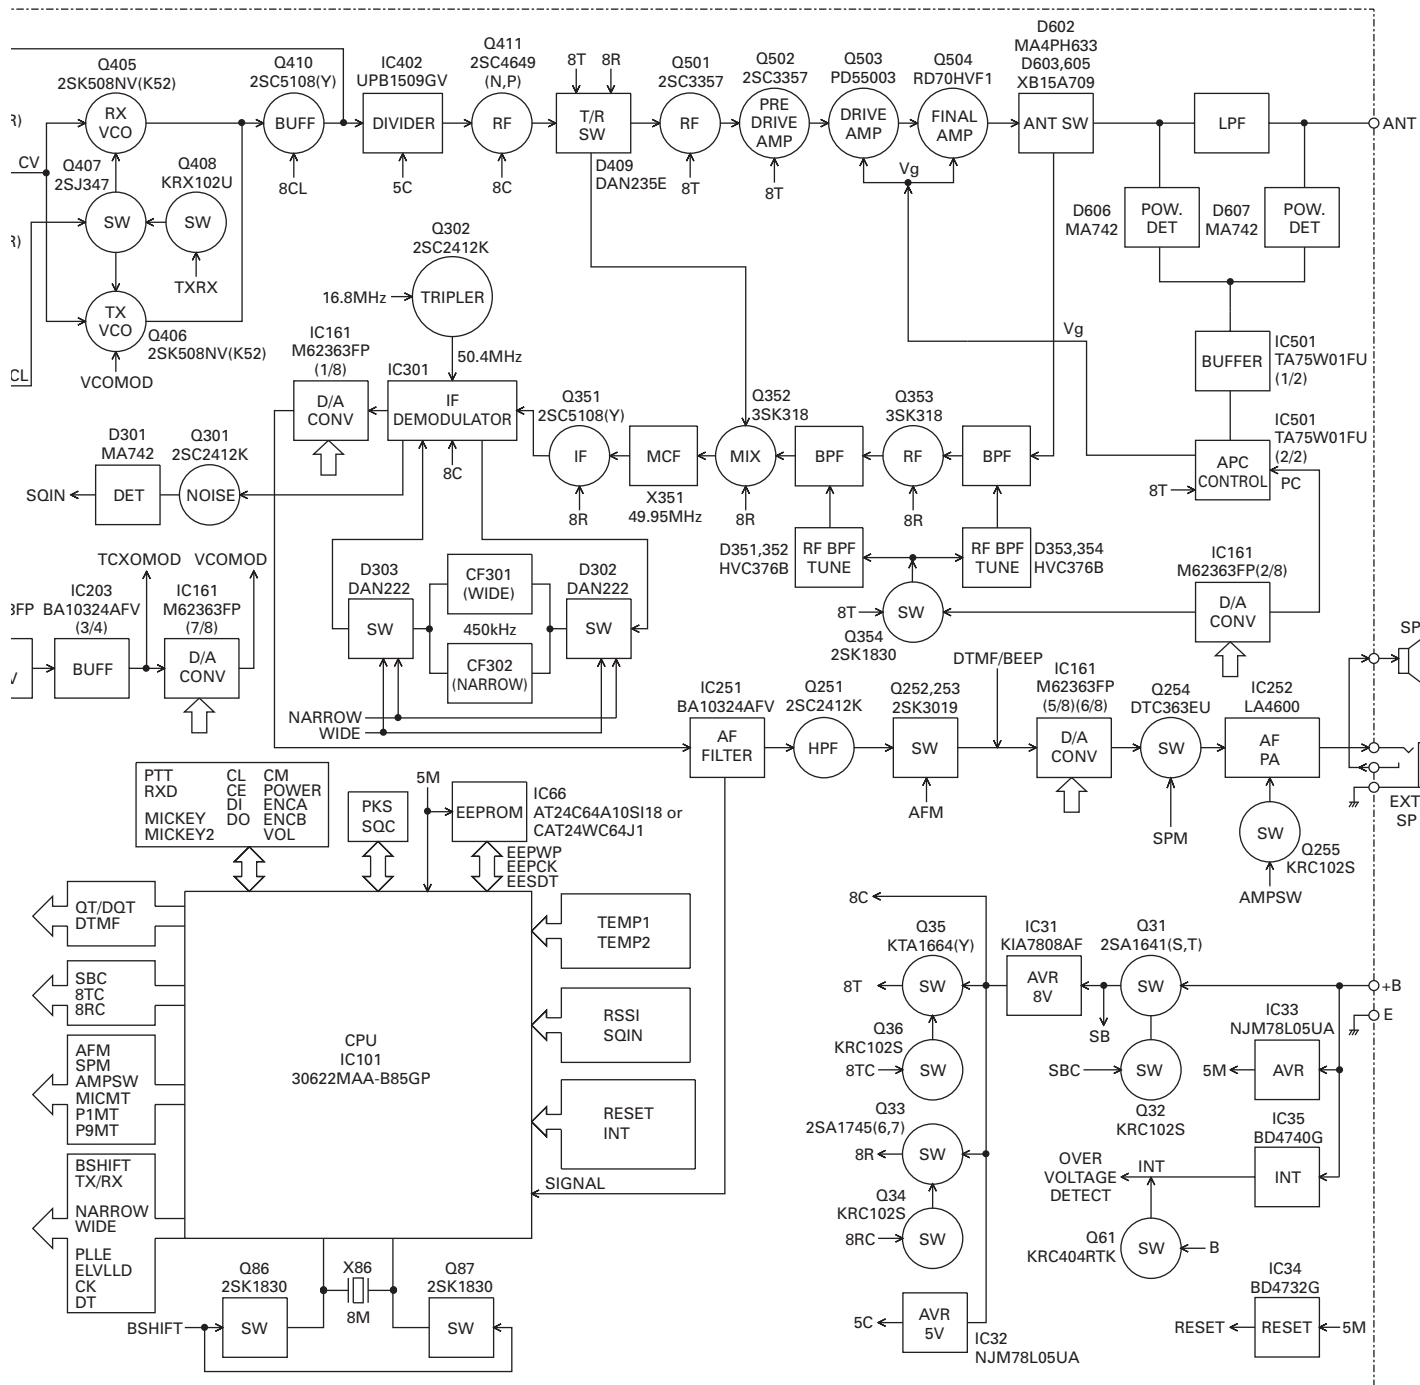 Q405
2SK508NV(K52)
RX
VCO
Q410
2SC5108(Y)
BUFF
8CL
IC402
UPB1509GV
DIVIDER
5C
Q411
2SC4649
(N,P)
RF
8C
8T
8R
T/R
SW
D409
DAN235E
Q501
2SC3357
RF
8T
Q502
2SC3357
PRE
DRIVE
AMP
8T
Q503
PD55003
DRIVE
AMP
Q504
RD70HVF1
FINAL
AMP
Vg
D602
MA4PH633
D603,605
XB15A709
ANT SW
LPF
ANT
R)
CV
Q407
2SJ347
SW
Q408
KRX102U
SW
TXRX
R)
TX
VCO
Q406
2SK508NV(K52)
VCOMOD
CL
D606
MA742
POW.
DET
D607
MA742
POW.
DET
Q302
2SC2412K
TRIPLER
16.8MHz
50.4MHz
Vg
BUFFER
IC501
TA75W01FU
(1/2)
IC161
M62363FP
(1/8)
D/A
CONV
IC301
IF
DEMODULATOR
8C
Q351
2SC5108(Y)
IF
8R
MCF
X351
49.95MHz
Q352
3SK318
MIX
8R
BPF
Q353
3SK318
RF
8R
BPF
IC501
TA75W01FU
(2/2)
APC
CONTROL
8T
PC
D301
MA742
DET
SQIN
Q301
2SC2412K
NOISE
D351,352
HVC376B
RF BPF
TUNE
RF BPF
TUNE
D353,354
HVC376B
8T
SW
Q354
2SK1830
IC161
M62363FP(2/8)
D/A
CONV
TCXOMOD
VCOMOD
3FP
V
IC203
BA10324AFV
(3/4)
BUFF
IC161
M62363FP
(7/8)
D/A
CONV
D303
DAN222
SW
CF301
(WIDE)
450kHz
CF302
(NARROW)
D302
DAN222
SW
NARROW
WIDE
SP
IC251
BA10324AFV
AF
FILTER
Q251
2SC2412K
HPF
Q252,253
2SK3019
SW
AFM
DTMF/BEEP
IC161
M62363FP
(5/8)(6/8)
D/A
CONV
Q254
DTC363EU
SW
SPM
IC252
LA4600
AF
PA
SW
Q255
KRC102S
AMPSW
EXT
SP
PTT
RXD
MICKEY
MICKEY2
CL
CE
DI
DO
CM
POWER
ENCA
ENCB
VOL
PKS
SQC
5M
EEPROM
IC66
AT24C64A10SI18 or
CAT24WC64J1
EEPWP
EEPCK
EESDT
QT/DQT
DTMF
SBC
8TC
8RC
AFM
SPM
AMPSW
MICMT
P1MT
P9MT
BSHIFT
TX/RX
NARROW
WIDE
PLLE
ELVLLD
CK
DT
CPU
IC101
30622MAA-B85GP
TEMP1
TEMP2
RSSI
SQIN
RESET
INT
SIGNAL
BSHIFT
Q86
2SK1830
SW
X86
8M
Q87
2SK1830
SW
8C
Q35
KTA1664(Y)
SW
8T
IC31
KIA7808AF
AVR
8V
Q31
2SA1641(S,T)
SW
SB
+B
E
Q36
KRC102S
8TC
SW
SBC
SW
Q32
KRC102S
IC33
NJM78L05UA
5M
AVR
Q33
2SA1745(6,7)
8R
SW
Q34
KRC102S
8RC
SW
IC35
BD4740G
INT
OVER
VOLTAGE
DETECT
INT
Q61
KRC404RTK
SW
B
5C
AVR
5V
IC32
NJM78L05UA
IC34
BD4732G
RESET
RESET
5M